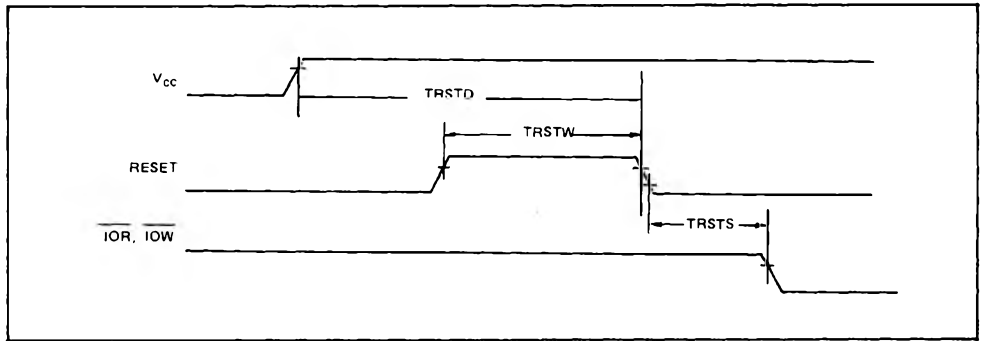 VCC
TRSTD
TRSTW
RESET
TRSTS
IOR, IOW